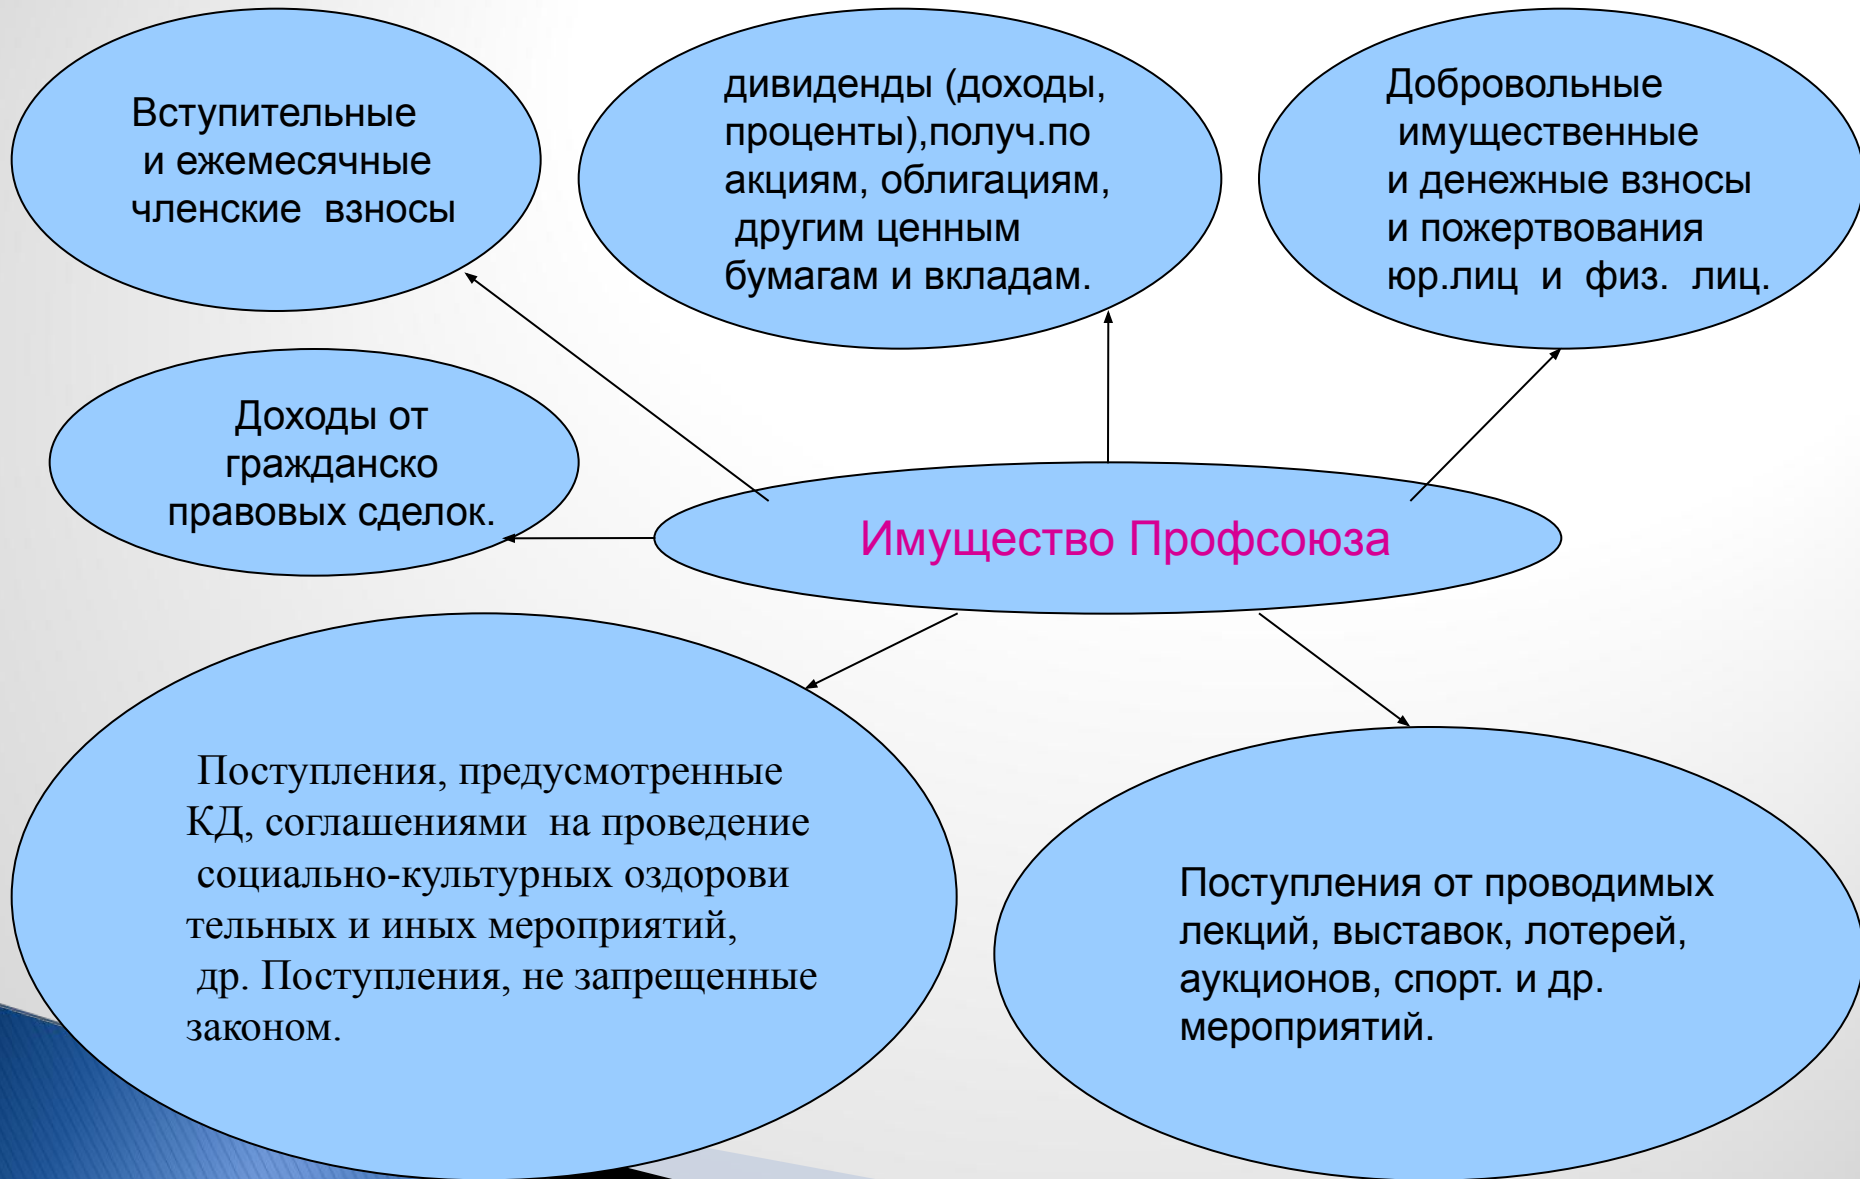 Вступительные
и ежемесячные
членские взносы
дивиденды (доходы,
проценты),получ.по
акциям, облигациям,
другим ценным
бумагам и вкладам.
Добровольные
имущественные
и денежные взносы
и пожертвования
юр.лиц и физ. лиц.
Доходы от
гражданско
правовых сделок.
Имущество Профсоюза
Поступления, предусмотренные
КД, соглашениями на проведение
социально-культурных оздорови
тельных и иных мероприятий,
др. Поступления, не запрещенные
законом.
Поступления от проводимых
лекций, выставок, лотерей,
аукционов, спорт. и др.
мероприятий.